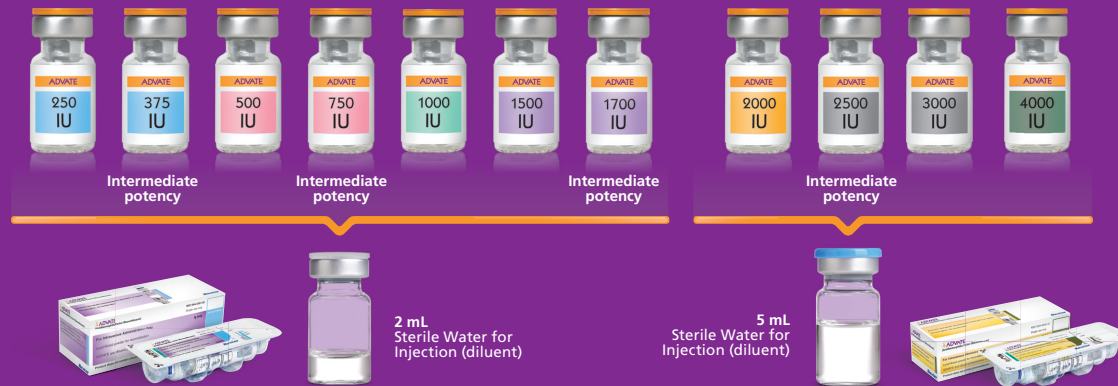 ADVATE
250
IU
ADVATE
375
IU
ADVATE
500
IU
ADVATE
750
IU
ADVATE
1000
IU
ADVATE
1500
IU
ADVATE
1700
IU
ADVATE
2000
IU
ADVATE
2500
IU
ADVATE
3000
IU
ADVATE
4000
IU
Intermediate
potency
Intermediate
potency
Intermediate
potency
Intermediate
potency
2 mL
Sterile Water for
Injection (diluent)
5 mL
Sterile Water for
Injection (diluent)
ADVATE
ADVATE